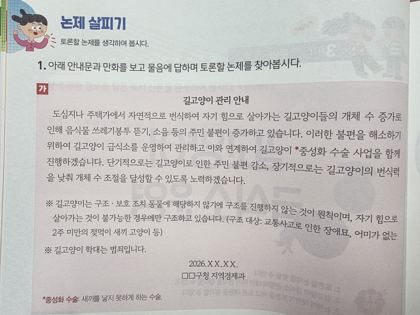 논제 살피기
토론할 논제를 생각하여 봅시다.
1. 아래 안내문과 만화를 보고 물음에 답하며 토론할 논제를 찾아봅시다.
가
길고양이 관리 안내
도심지나 주택가에서 자연적으로 번식하여 자기 힘으로 살아가는 길고양이들의 개체 수 증가로
인해 음식물 쓰레기봉투 뜯기, 소음 등의 주민 불편이 증가하고 있습니다. 이러한 불편을 해소하기
위하여 길고양이 급식소를 운영하여 관리하고 이와 연계하여 길고양이 *중성화 수술 사업을 함께
진행하겠습니다. 단기적으로는 길고양이로 인한 주민 불편 감소, 장기적으로는 길고양이의 번식력
을 낮춰 개체 수 조절을 달성할 수 있도록 노력하겠습니다.
※ 길고양이는 구조·보호 조치 동물에 해당하지 않기에 구조를 진행하지 않는 것이 원칙이며, 자기 힘으로
살아가는 것이 불가능한 경우에만 구조하고 있습니다. (구조 대상: 교통사고로 인한 장애묘, 어미가 없는
2주 미만의 젖먹이 새끼 고양이 등)
※ 길고양이 학대는 범죄입니다.
2026. X X. X X.
□□구청 지역경제과
*중성화 수술: 새끼를 낳지 못하게 하는 수술.